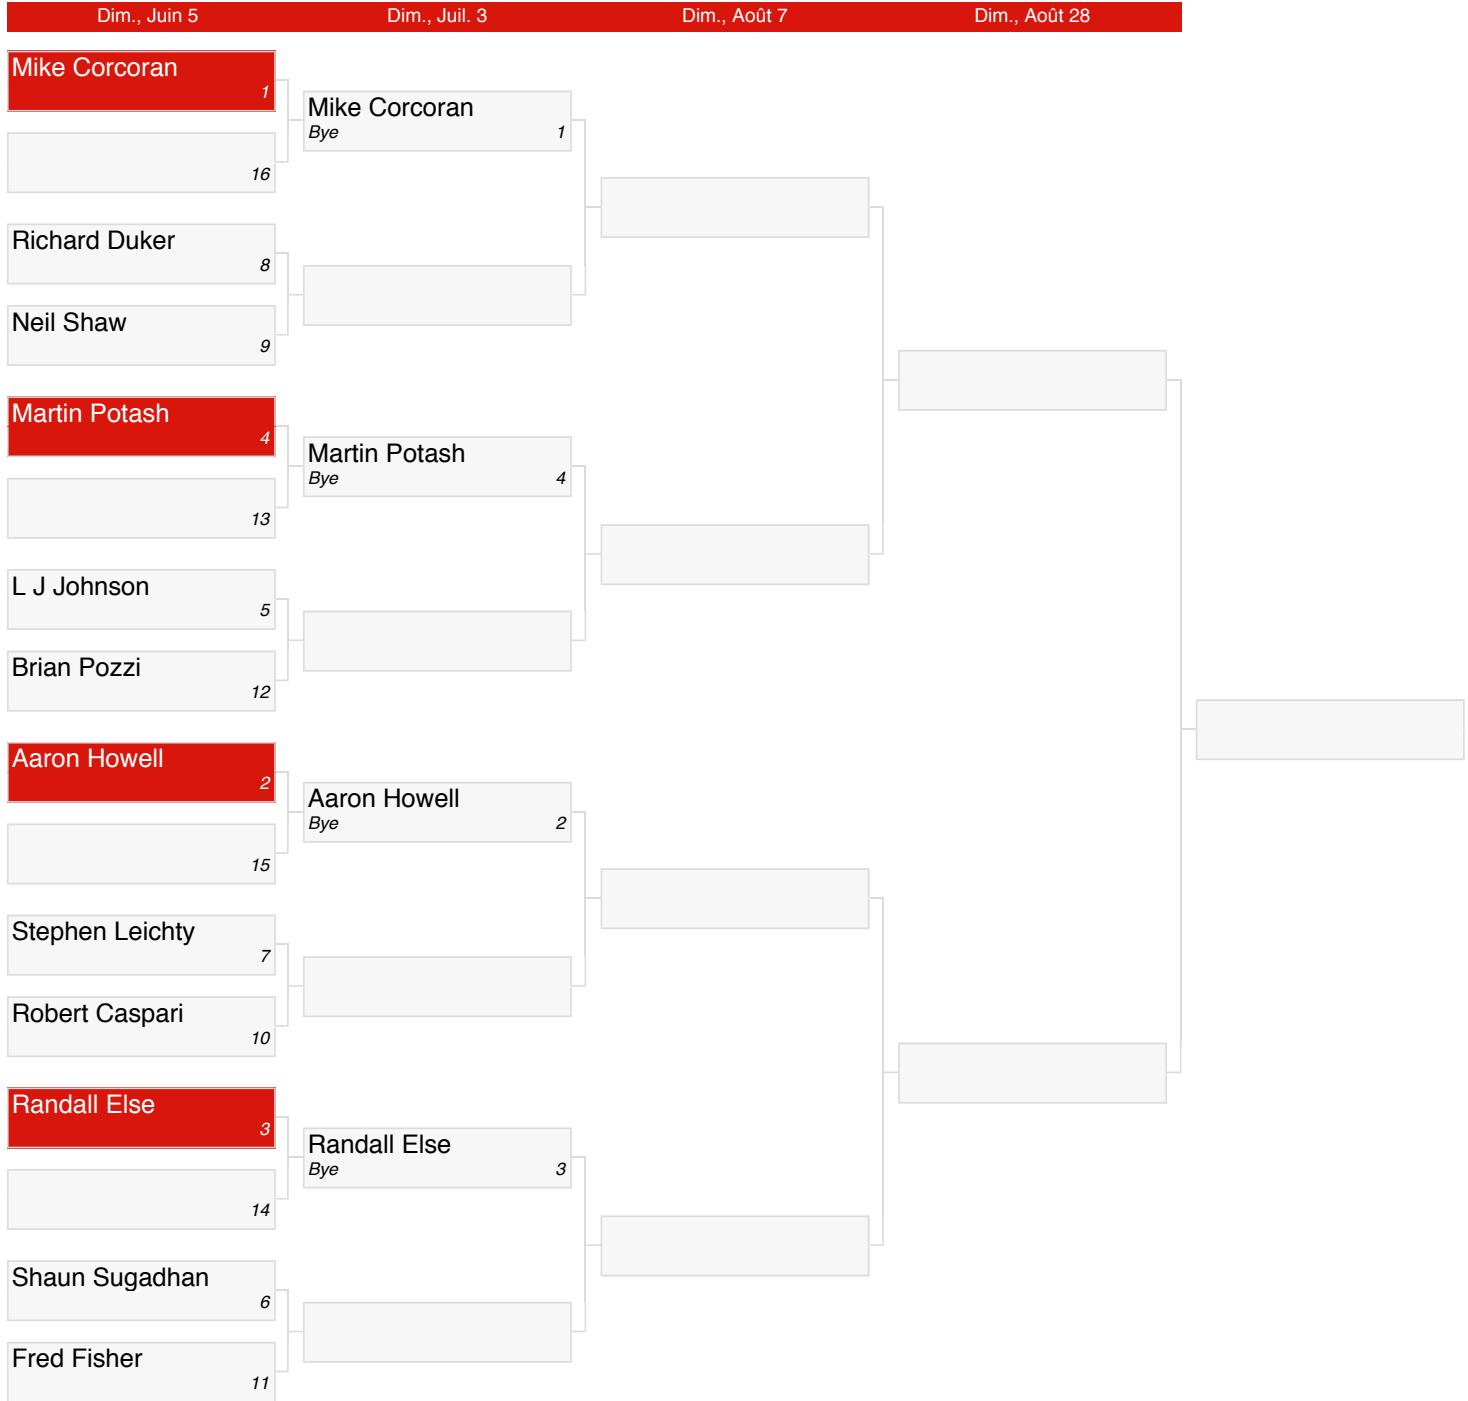 Dim., Juin 5 Dim., Juil. 3 Dim., Août 7 Dim., Août 28
Mike Corcoran
1
Mike Corcoran
Bye 1
16
Richard Duker
8
Neil Shaw
9
Martin Potash
4
Martin Potash
Bye 4
13
L J Johnson
5
Brian Pozzi
12
Aaron Howell
2
Aaron Howell
Bye 2
15
Stephen Leichty
7
Robert Caspari
10
Randall Else
3
Randall Else
Bye 3
14
Shaun Sugadhan
6
Fred Fisher
11